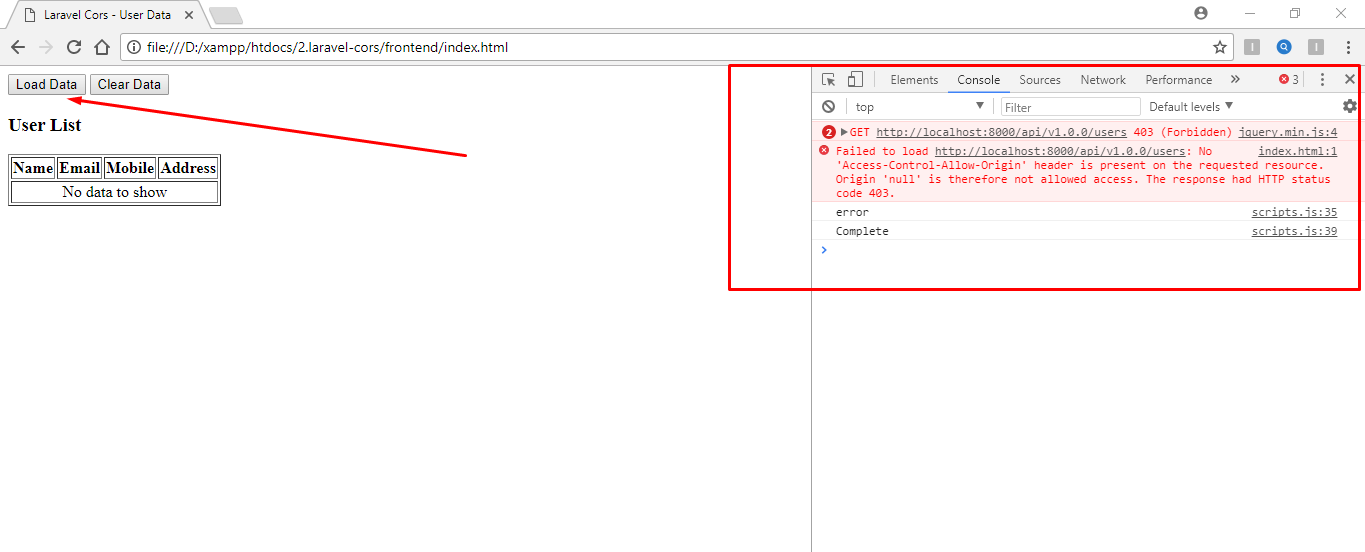 Laravel Cors - User Data
file:///D:/xampp/htdocs/2.laravel-cors/frontend/index.html
Load Data Clear Data
User List
Name Email Mobile Address
No data to show
Elements Console Sources Network Performance » 3
top Filter Default levels
2 GET http://localhost:8000/api/v1.0.0/users 403 (Forbidden) jquery.min.js:4
Failed to load http://localhost:8000/api/v1.0.0/users: No index.html:1
'Access-Control-Allow-Origin' header is present on the requested resource.
Origin 'null' is therefore not allowed access. The response had HTTP status
code 403.
error scripts.js:35
Complete scripts.js:39